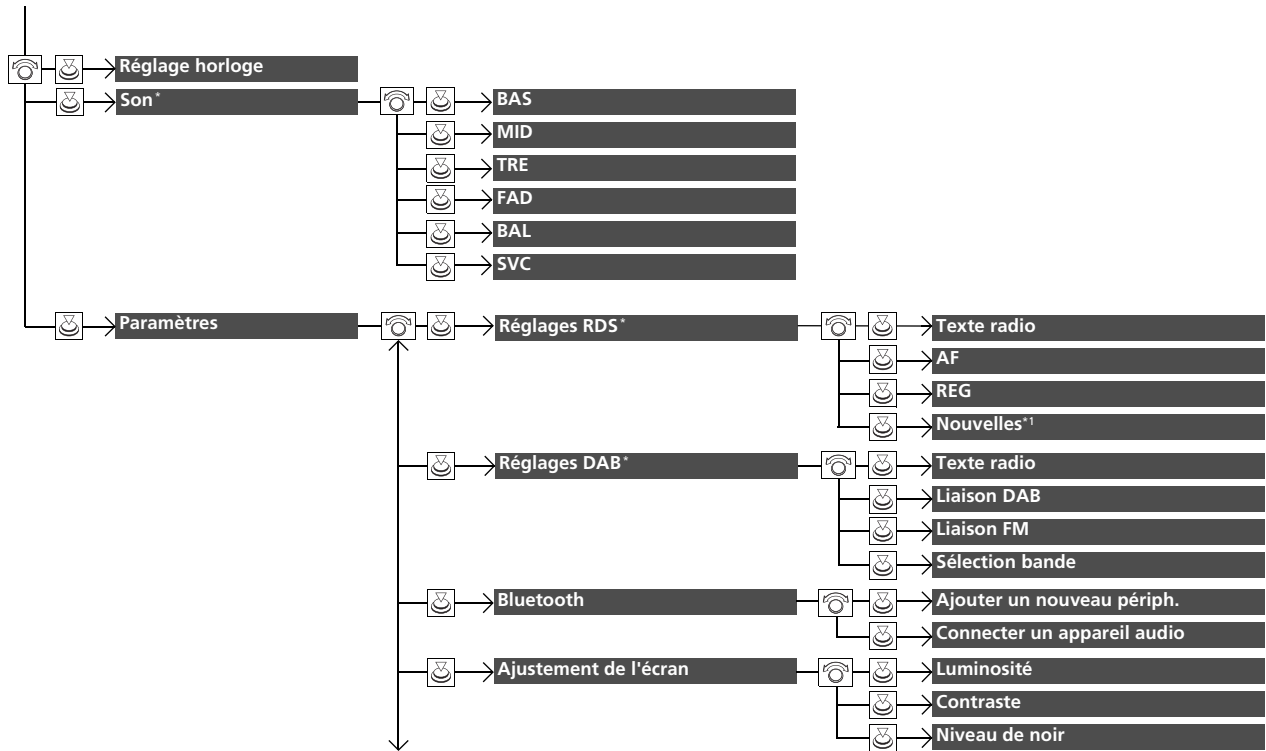 Réglage horloge
Son*
BAS
MID
TRE
FAD
BAL
SVC
Paramètres
Réglages RDS*
Texte radio
AF
REG
Nouvelles*1
Réglages DAB*
Texte radio
Liaison DAB
Liaison FM
Sélection bande
Bluetooth
Ajouter un nouveau périph.
Connecter un appareil audio
Ajustement de l'écran
Luminosité
Contraste
Niveau de noir